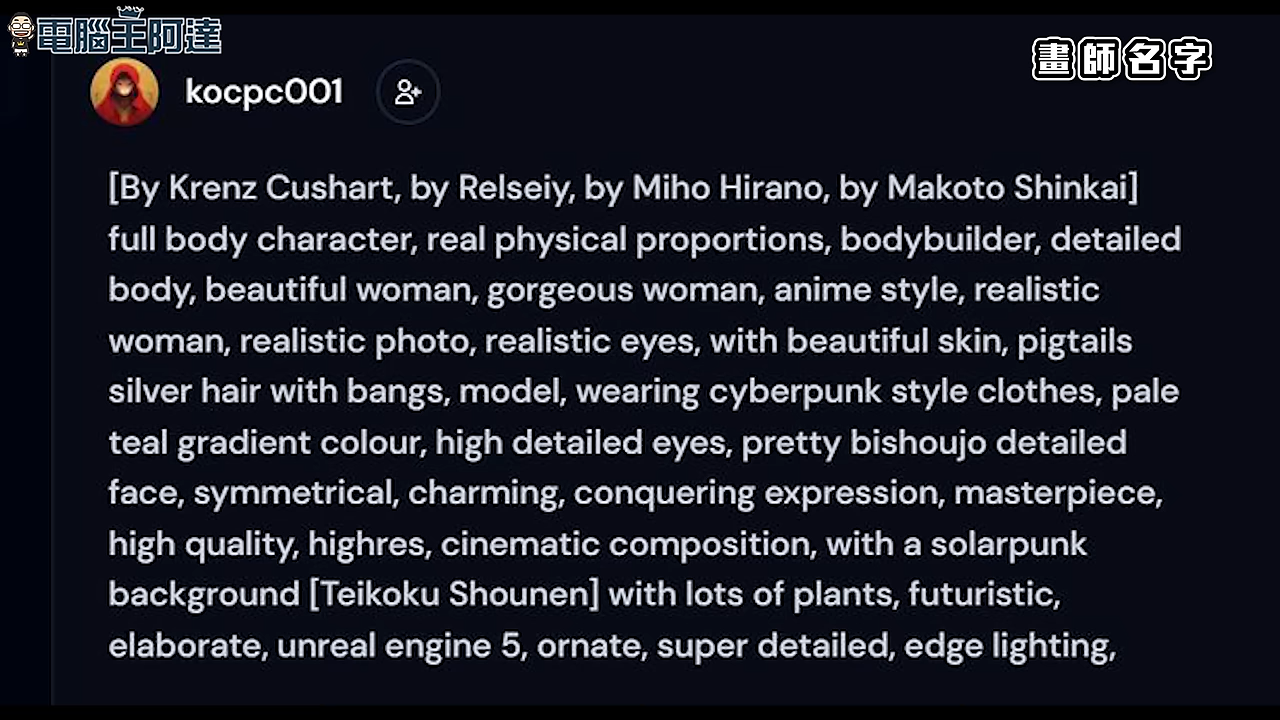 電腦王阿達
畫師名字
kocpc001
[By Krenz Cushart, by Relseiy, by Miho Hirano, by Makoto Shinkai]
full body character, real physical proportions, bodybuilder, detailed
body, beautiful woman, gorgeous woman, anime style, realistic
woman, realistic photo, realistic eyes, with beautiful skin, pigtails
silver hair with bangs, model, wearing cyberpunk style clothes, pale
teal gradient colour, high detailed eyes, pretty bishoujo detailed
face, symmetrical, charming, conquering expression, masterpiece,
high quality, highres, cinematic composition, with a solarpunk
background [Teikoku Shounen] with lots of plants, futuristic,
elaborate, unreal engine 5, ornate, super detailed, edge lighting,